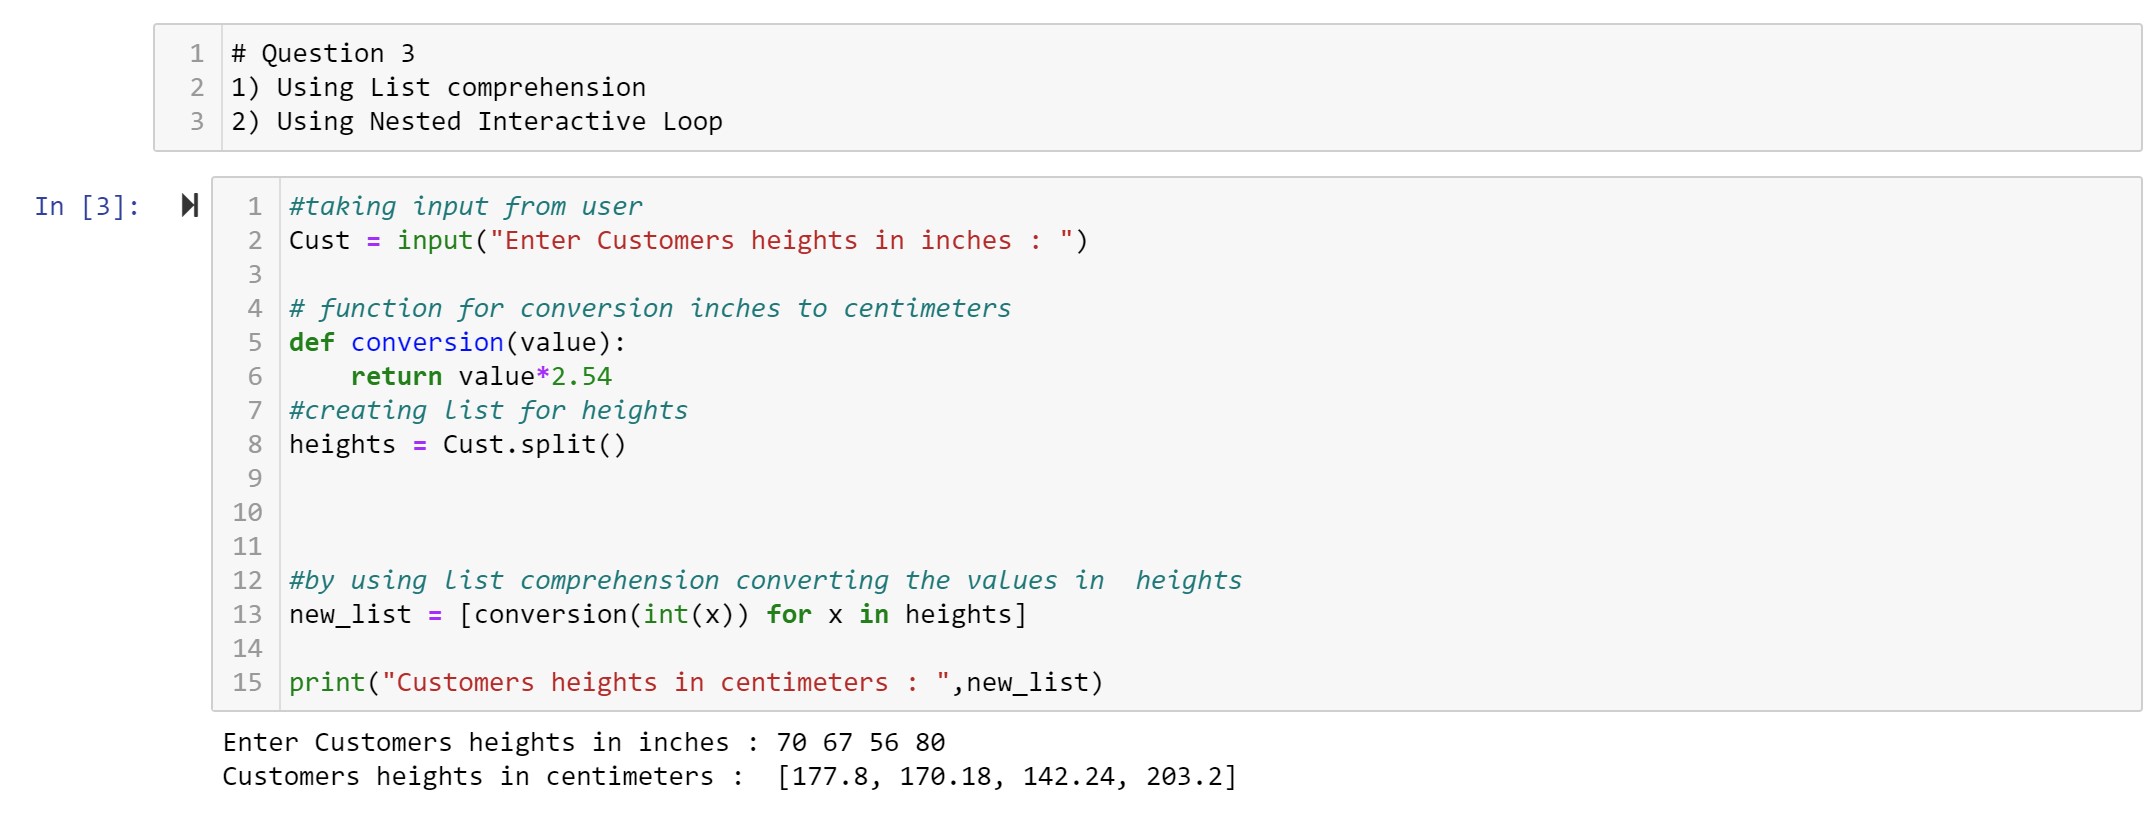 1 # Question 3
2 1) Using List comprehension
3 2) Using Nested Interactive Loop
In [3]:
1 #taking input from user
2 Cust = input("Enter Customers heights in inches : ")
3
4 # function for conversion inches to centimeters
5 def conversion(value):
6     return value*2.54
7 #creating list for heights
8 heights = Cust.split()
9
10
11
12 #by using list comprehension converting the values in  heights
13 new_list = [conversion(int(x)) for x in heights]
14
15 print("Customers heights in centimeters : ",new_list)
Enter Customers heights in inches : 70 67 56 80
Customers heights in centimeters :  [177.8, 170.18, 142.24, 203.2]